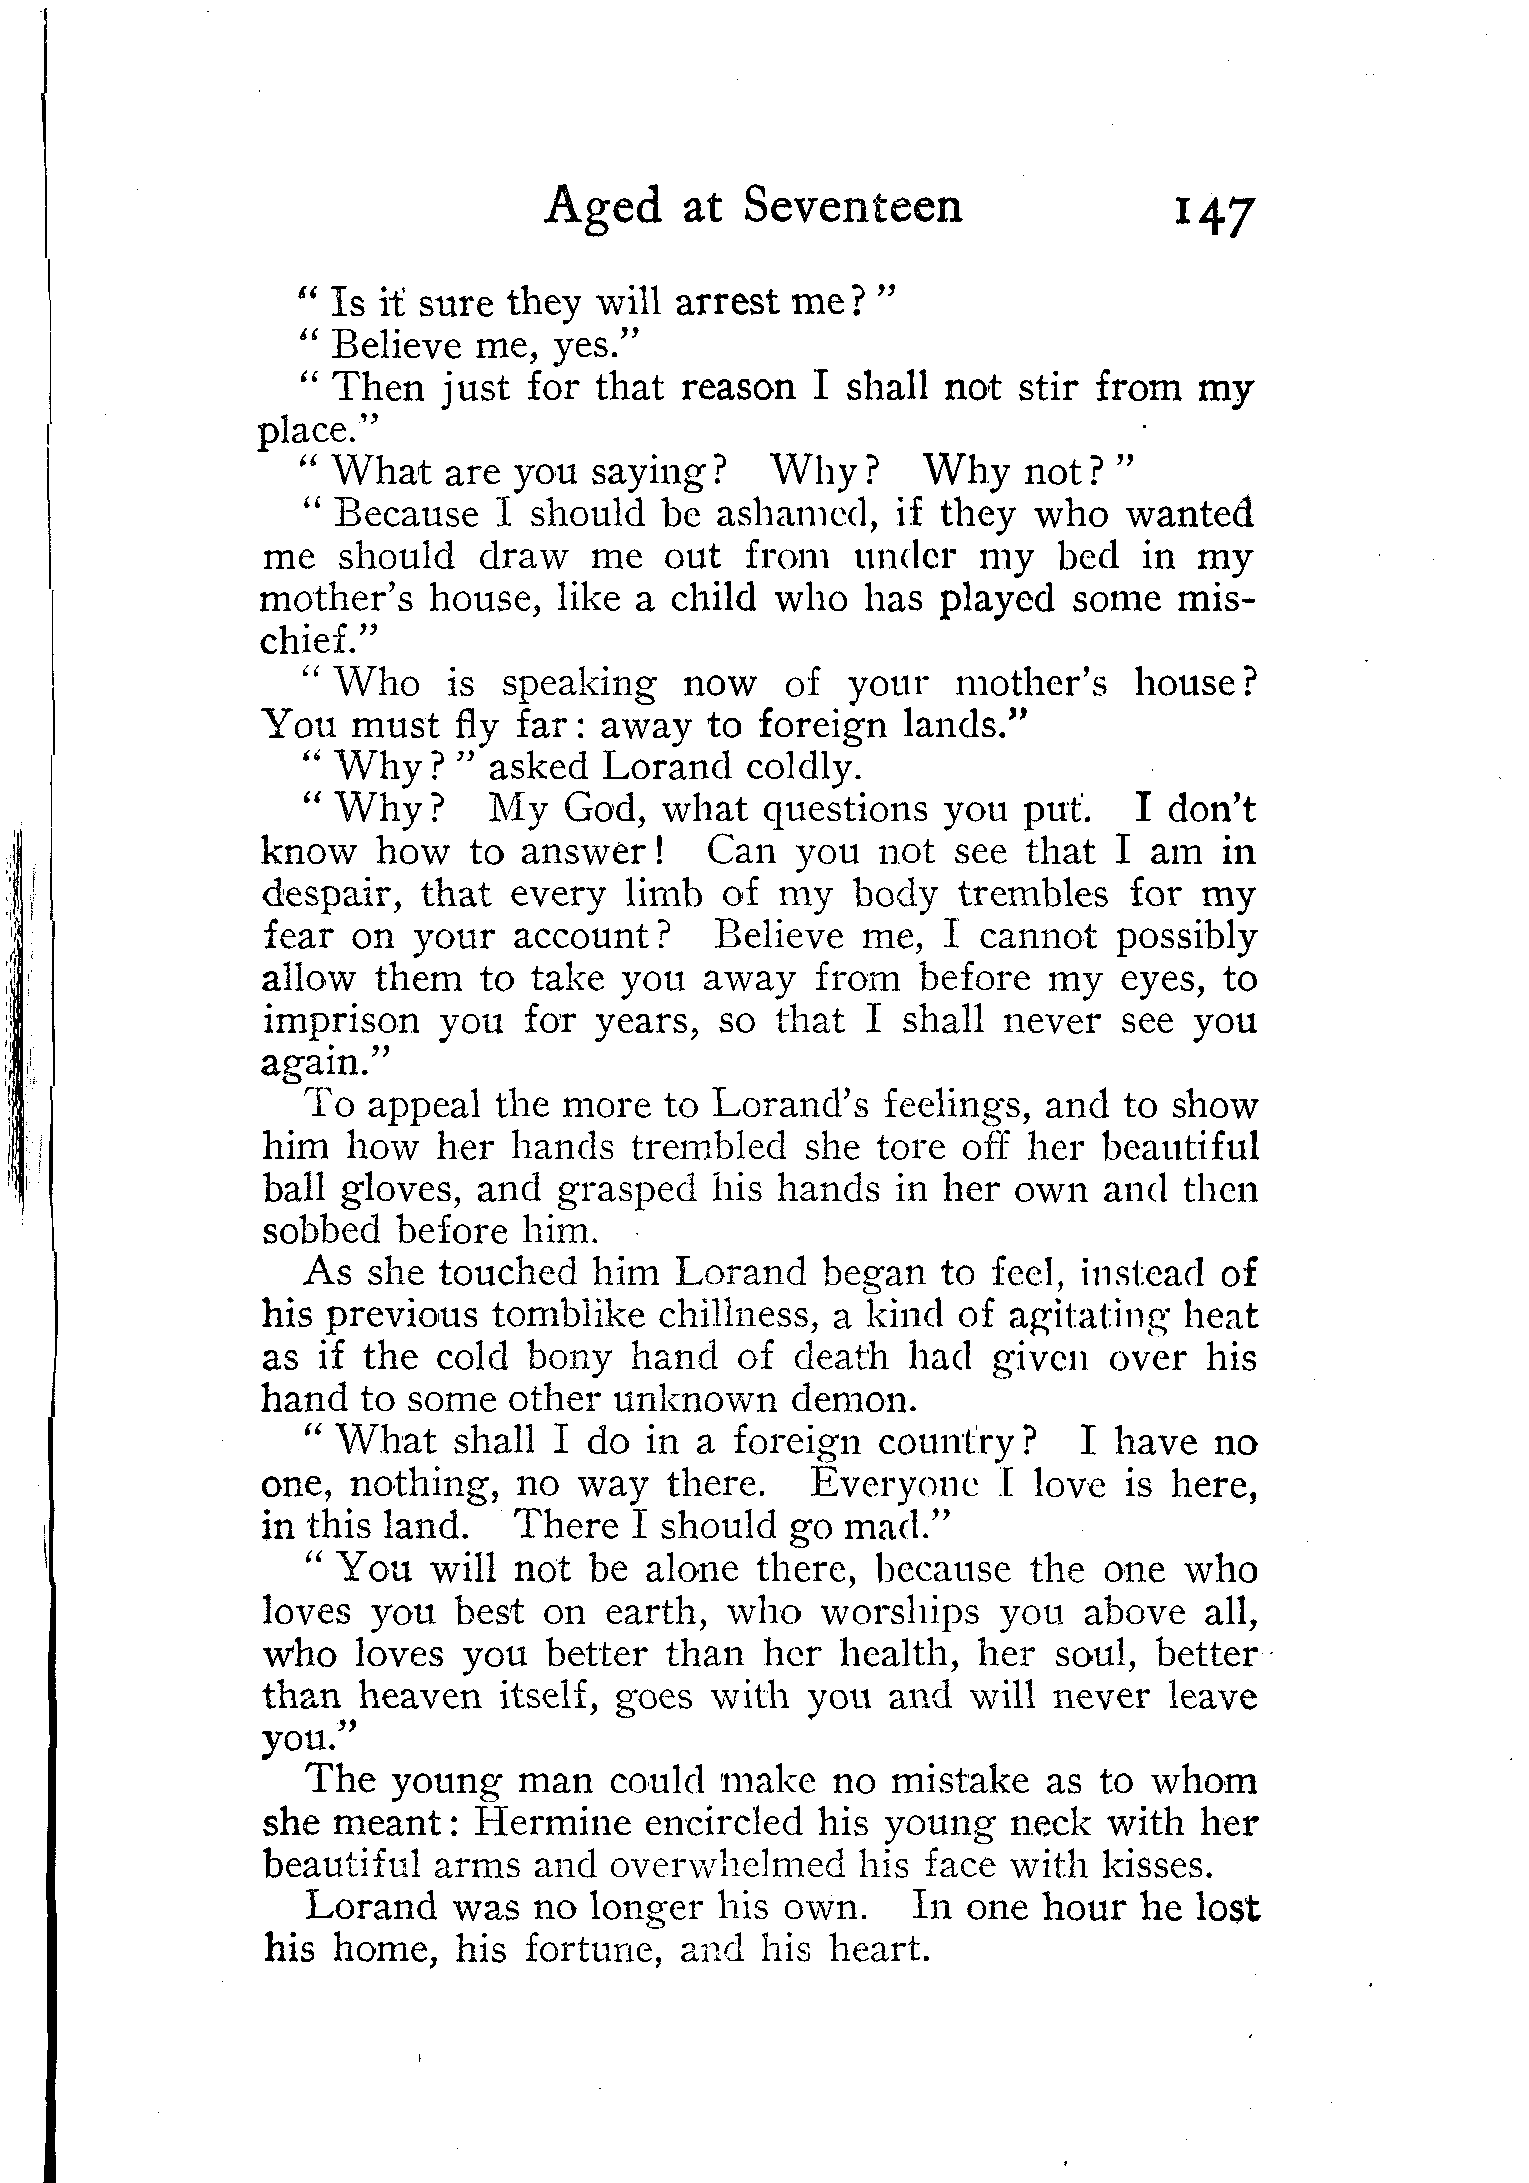 Aged at Seventeen 147
" Is it sure they will arrest me? "
" Believe me, yes."
" Then just for that reason I shall not stir from my
place."
" What are you saying? Why? Why not? "
" Because I should be ashamed, if they who wanted
me should draw me out from under my bed in my
mother's house, like a child who has played some mis-
chief."
" Who is speaking now of your mother's house?
You must fly far: away to foreign lands."
" Why? " asked Lorand coldly.
" Why? My God, what questions you put. I don't
know how to answer! Can you not see that I am in
despair, that every limb of my body trembles for my
fear on your account? Believe me, I cannot possibly
allow them to take you away from before my eyes, to
imprison you for years, so that I shall never see you
again."
To appeal the more to Lorand's feelings, and to show
him how her hands trembled she tore off her beautiful
ball gloves, and grasped his hands in her own and then
sobbed before him.
As she touched him Lorand began to feel, instead of
his previous tomblike chillness, a kind of agitating heat
as if the cold bony hand of death had given over his
hand to some other unknown demon.
" What shall I do in a foreign country? I have no
one, nothing, no way there. Everyone I love is here,
in this land. There I should go mad."
" You will not be alone there, because the one who
loves you best on earth, who worships you above all,
who loves you better than her health, her soul, better
than heaven itself, goes with you and will never leave
you."
The young man could make no mistake as to whom
she meant: Hermine encircled his young neck with her
beautiful arms and overwhelmed his face with kisses.
Lorand was no longer his own. In one hour he lost
his home, his fortune, and his heart.